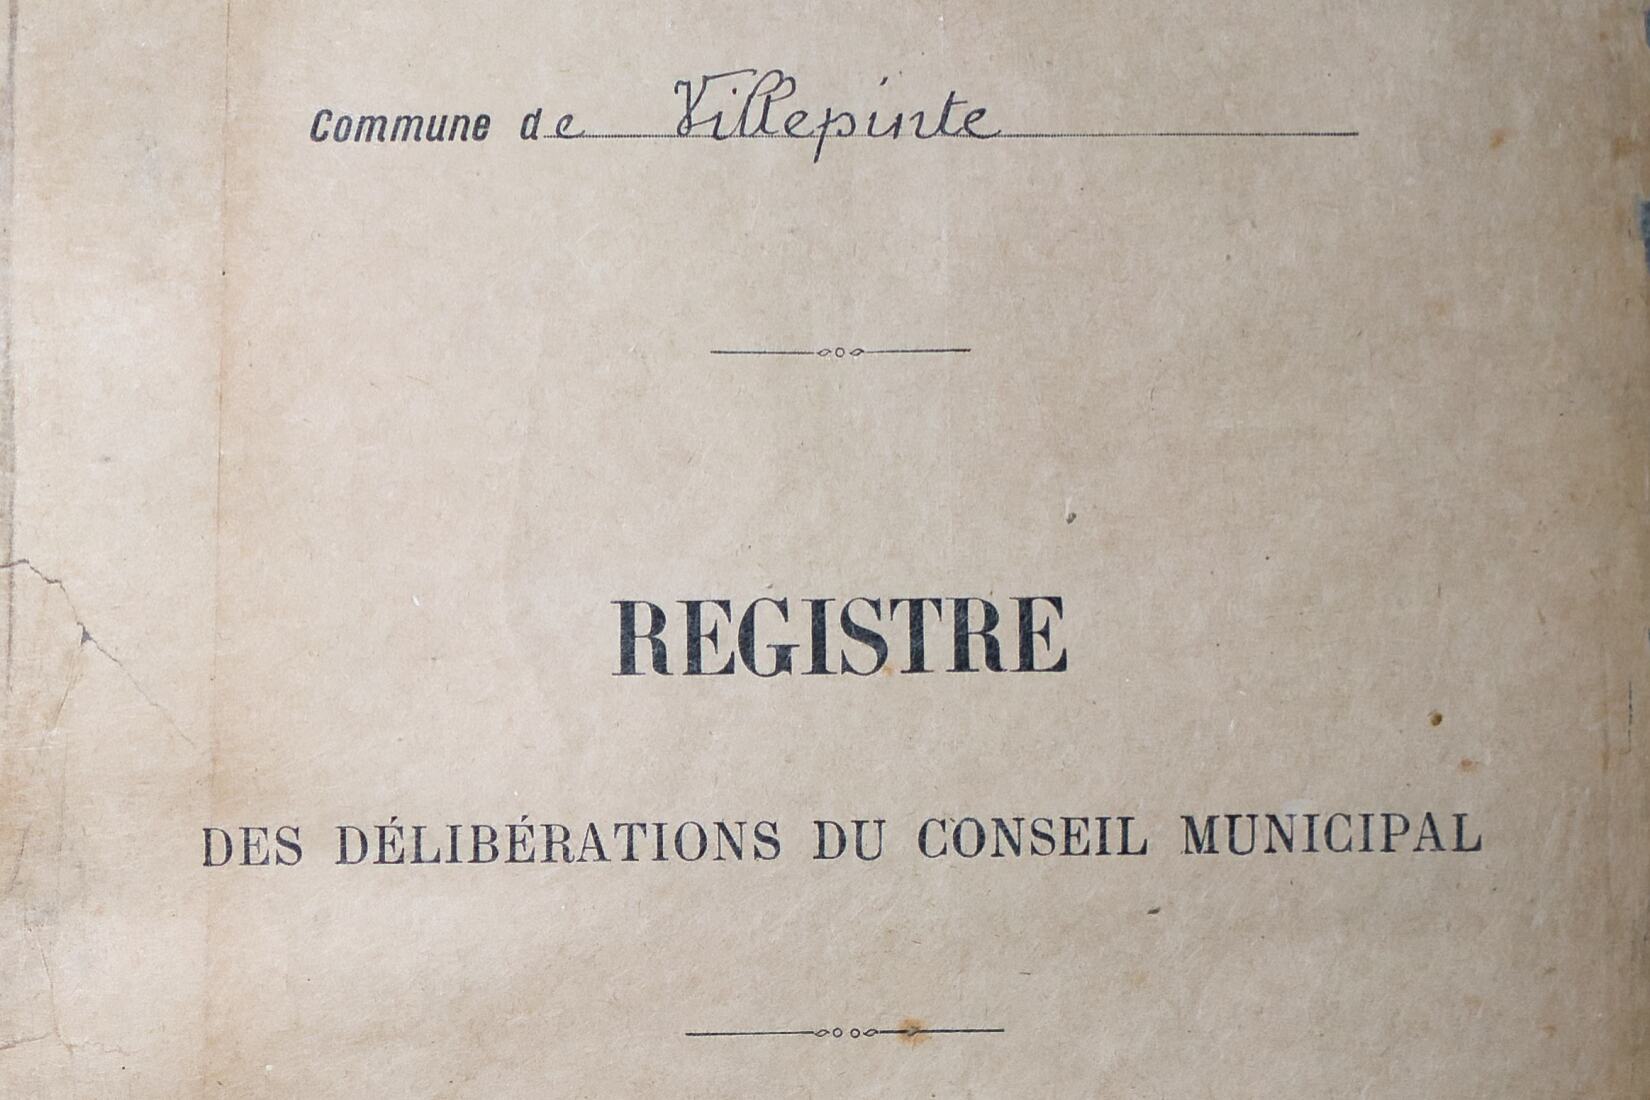 Commune de Villepinte
REGISTRE
DES DÉLIBÉRATIONS DU CONSEIL MUNICIPAL